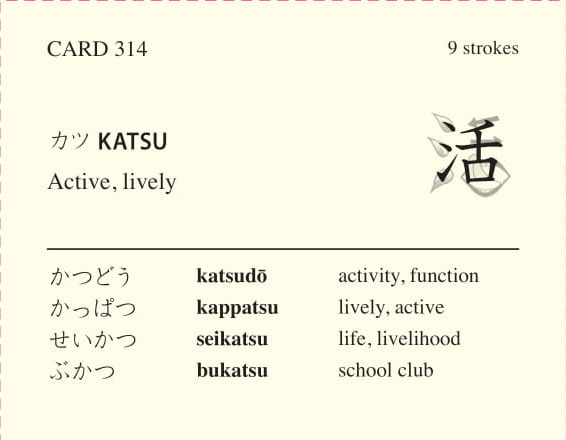 CARD 314 9 strokes
カツ KATSU
活
Active, lively
かつどう katsudō activity, function
かっぱつ kappatsu lively, active
せいかつ seikatsu life, livelihood
ぶかつ bukatsu school club